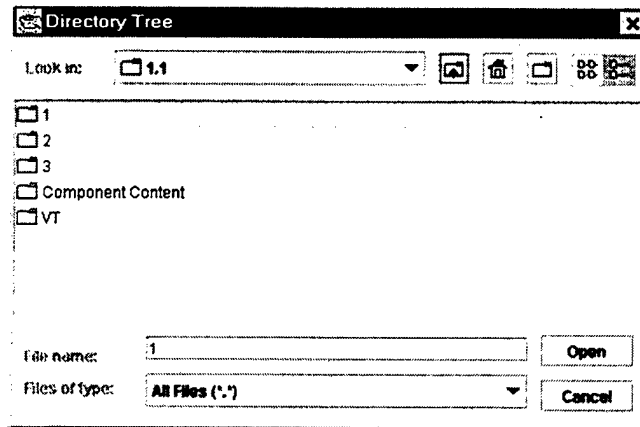 Directory Tree
Look in: 1.1
1
2
3
Component Content
VT
File name: 1 Open
Files of type: All Files (*.*) Cancel